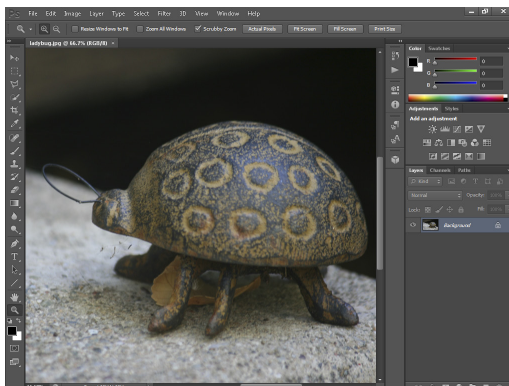 Ps File Edit Image Layer Type Select Filter 3D View Window Help
Resize Windows to Fit Zoom All Windows Scrubby Zoom Actual Pixels Fit Screen Fill Screen Print Size
ladybug.jpg @ 66.7% (RGB/8) ×
Color Swatches
R 0
G 0
B 0
Adjustments Styles
Add an adjustment
Layers Channels Paths
Kind
Normal Opacity:
Lock: Fill:
Background